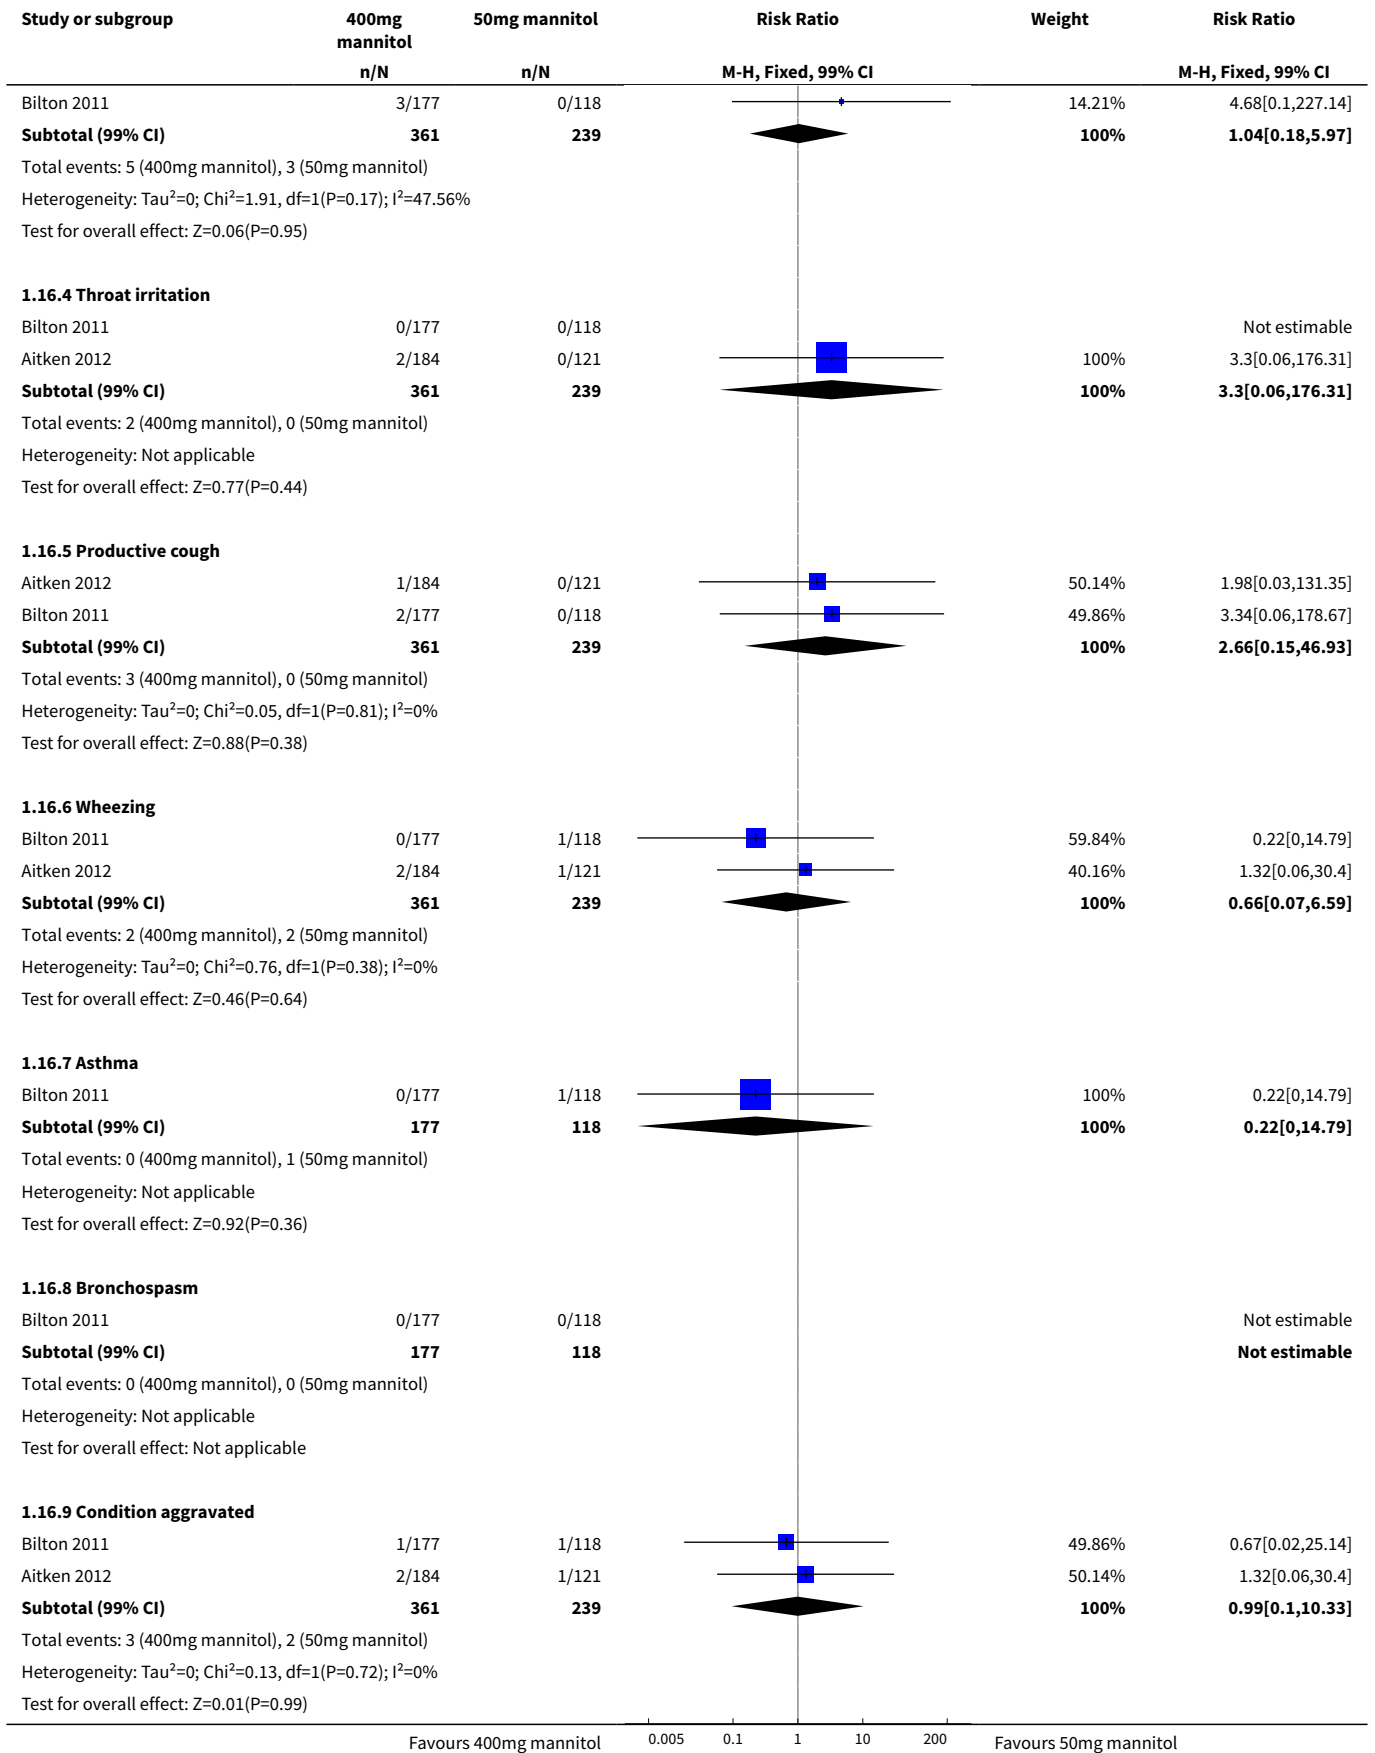 Study or subgroup 400mg mannitol 50mg mannitol Risk Ratio Weight Risk Ratio
n/N n/N M-H, Fixed, 99% CI M-H, Fixed, 99% CI
Bilton 2011 3/177 0/118 14.21% 4.68[0.1,227.14]
Subtotal (99% CI) 361 239 100% 1.04[0.18,5.97]
Total events: 5 (400mg mannitol), 3 (50mg mannitol)
Heterogeneity: Tau²=0; Chi²=1.91, df=1(P=0.17); I²=47.56%
Test for overall effect: Z=0.06(P=0.95)
1.16.4 Throat irritation
Bilton 2011 0/177 0/118 Not estimable
Aitken 2012 2/184 0/121 100% 3.3[0.06,176.31]
Subtotal (99% CI) 361 239 100% 3.3[0.06,176.31]
Total events: 2 (400mg mannitol), 0 (50mg mannitol)
Heterogeneity: Not applicable
Test for overall effect: Z=0.77(P=0.44)
1.16.5 Productive cough
Aitken 2012 1/184 0/121 50.14% 1.98[0.03,131.35]
Bilton 2011 2/177 0/118 49.86% 3.34[0.06,178.67]
Subtotal (99% CI) 361 239 100% 2.66[0.15,46.93]
Total events: 3 (400mg mannitol), 0 (50mg mannitol)
Heterogeneity: Tau²=0; Chi²=0.05, df=1(P=0.81); I²=0%
Test for overall effect: Z=0.88(P=0.38)
1.16.6 Wheezing
Bilton 2011 0/177 1/118 59.84% 0.22[0,14.79]
Aitken 2012 2/184 1/121 40.16% 1.32[0.06,30.4]
Subtotal (99% CI) 361 239 100% 0.66[0.07,6.59]
Total events: 2 (400mg mannitol), 2 (50mg mannitol)
Heterogeneity: Tau²=0; Chi²=0.76, df=1(P=0.38); I²=0%
Test for overall effect: Z=0.46(P=0.64)
1.16.7 Asthma
Bilton 2011 0/177 1/118 100% 0.22[0,14.79]
Subtotal (99% CI) 177 118 100% 0.22[0,14.79]
Total events: 0 (400mg mannitol), 1 (50mg mannitol)
Heterogeneity: Not applicable
Test for overall effect: Z=0.92(P=0.36)
1.16.8 Bronchospasm
Bilton 2011 0/177 0/118 Not estimable
Subtotal (99% CI) 177 118 Not estimable
Total events: 0 (400mg mannitol), 0 (50mg mannitol)
Heterogeneity: Not applicable
Test for overall effect: Not applicable
1.16.9 Condition aggravated
Bilton 2011 1/177 1/118 49.86% 0.67[0.02,25.14]
Aitken 2012 2/184 1/121 50.14% 1.32[0.06,30.4]
Subtotal (99% CI) 361 239 100% 0.99[0.1,10.33]
Total events: 3 (400mg mannitol), 2 (50mg mannitol)
Heterogeneity: Tau²=0; Chi²=0.13, df=1(P=0.72); I²=0%
Test for overall effect: Z=0.01(P=0.99)
Favours 400mg mannitol 0.005 0.1 1 10 200 Favours 50mg mannitol